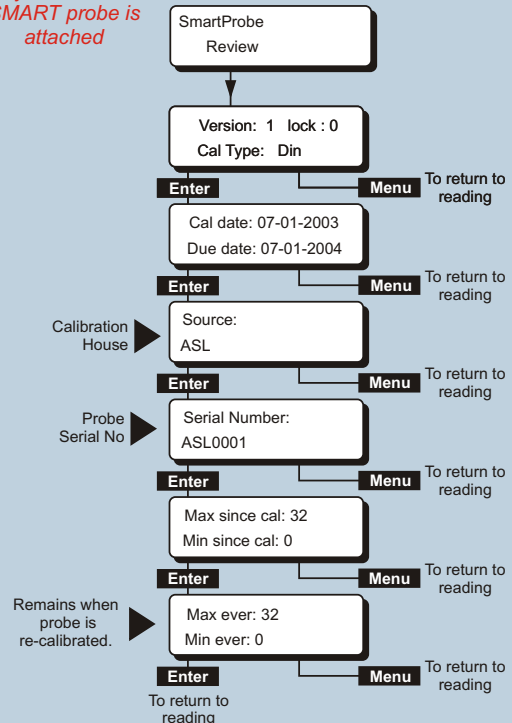 SMART probe is
attached
SmartProbe
Review
Version: 1 lock : 0
Cal Type: Din
Enter
Menu
To return to
reading
Cal date: 07-01-2003
Due date: 07-01-2004
Enter
Menu
To return to
reading
Calibration
House
Source:
ASL
Enter
Menu
To return to
reading
Probe
Serial No
Serial Number:
ASL0001
Enter
Menu
To return to
reading
Max since cal: 32
Min since cal: 0
Enter
Menu
To return to
reading
Remains when
probe is
re-calibrated.
Max ever: 32
Min ever: 0
Enter
Menu
To return to
reading
To return to
reading